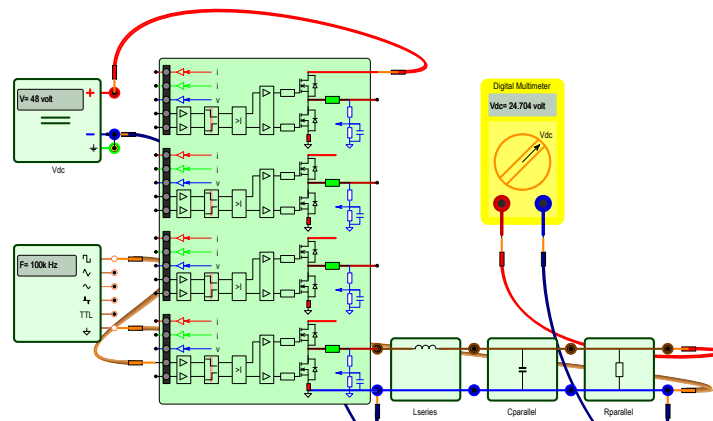 V= 48 volt
+
−
Vdc
F= 100k Hz
TTL
i
i
v
>|
i
i
v
>|
i
i
v
>|
i
i
v
>|
Digital Multimeter
Vdc= 24.704 volt
Vdc
Lseries
Cparallel
Rparallel